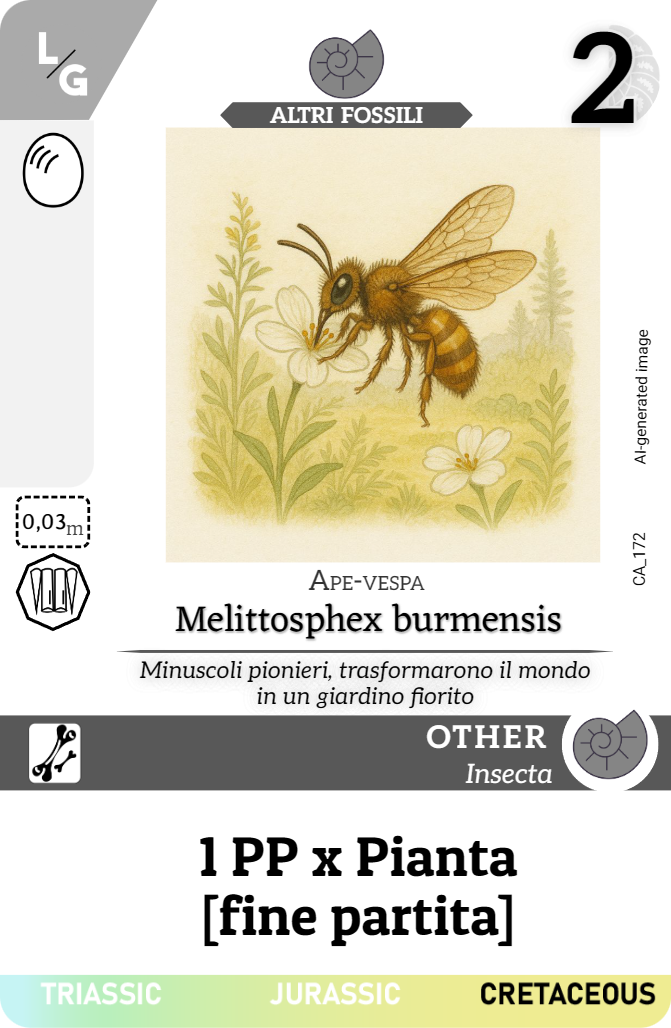 L/G
2
ALTRI FOSSILI
0,03m
AI-generated image
CA_172
Ape-vespa
Melittosphex burmensis
Minuscoli pionieri, trasformarono il mondo
in un giardino fiorito
OTHER
Insecta
1 PP x Pianta
[fine partita]
TRIASSIC JURASSIC CRETACEOUS